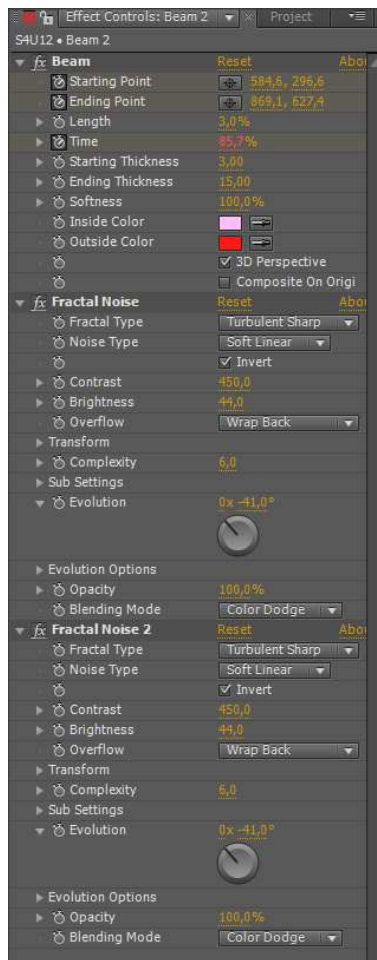 Effect Controls: Beam 2 Project
S4U12 • Beam 2
fx Beam Reset Abou
Starting Point 584,6, 296,6
Ending Point 869,1, 627,4
Length 3,0%
Time 85,7%
Starting Thickness 3,00
Ending Thickness 15,00
Softness 100,0%
Inside Color
Outside Color
3D Perspective
Composite On Origi
fx Fractal Noise Reset Abou
Fractal Type Turbulent Sharp
Noise Type Soft Linear
Invert
Contrast 450,0
Brightness 44,0
Overflow Wrap Back
Transform
Complexity 6,0
Sub Settings
Evolution 0x -41,0°
Evolution Options
Opacity 100,0%
Blending Mode Color Dodge
fx Fractal Noise 2 Reset Abou
Fractal Type Turbulent Sharp
Noise Type Soft Linear
Invert
Contrast 450,0
Brightness 44,0
Overflow Wrap Back
Transform
Complexity 6,0
Sub Settings
Evolution 0x -41,0°
Evolution Options
Opacity 100,0%
Blending Mode Color Dodge